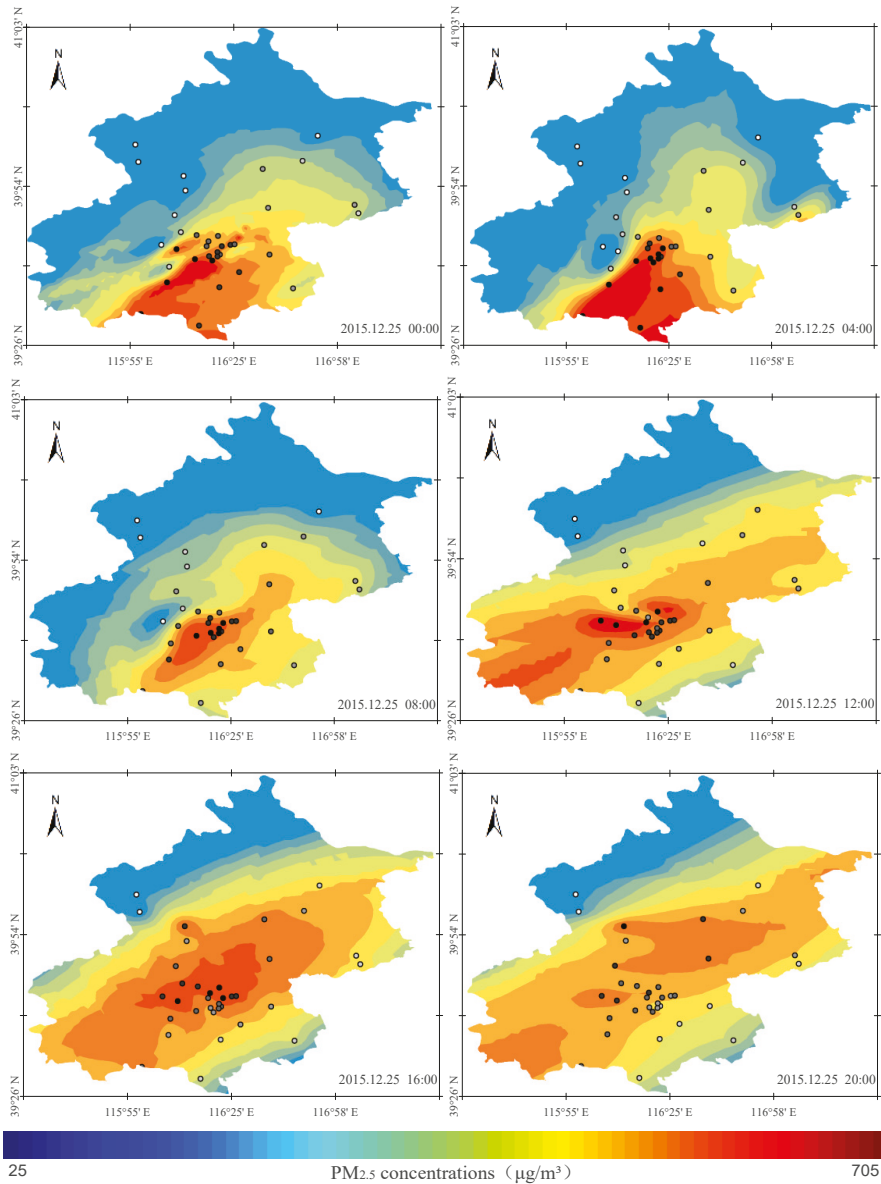 41°03' N
N
39°54' N
39°26' N
2015.12.25 00:00
115°55' E
116°25' E
116°58' E
41°03' N
N
39°54' N
39°26' N
2015.12.25 04:00
115°55' E
116°25' E
116°58' E
41°03' N
N
39°54' N
39°26' N
2015.12.25 08:00
115°55' E
116°25' E
116°58' E
41°03' N
N
39°54' N
39°26' N
2015.12.25 12:00
115°55' E
116°25' E
116°58' E
41°03' N
N
39°54' N
39°26' N
2015.12.25 16:00
115°55' E
116°25' E
116°58' E
41°03' N
N
39°54' N
39°26' N
2015.12.25 20:00
115°55' E
116°25' E
116°58' E
25 PM2.5 concentrations（μg/m³） 705